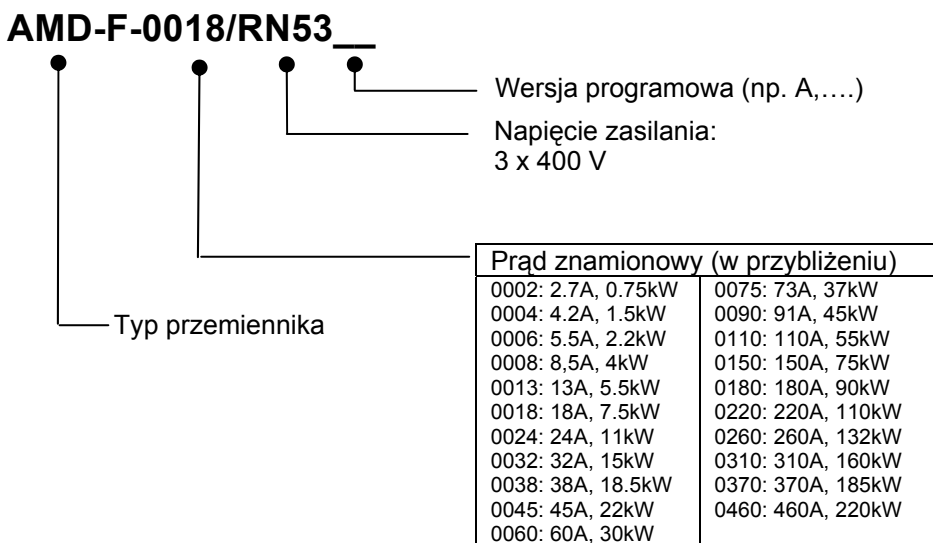 AMD-F-0018/RN53__
Wersja programowa (np. A,….)
Napięcie zasilania:
3 x 400 V
Typ przemiennika
Prąd znamionowy (w przybliżeniu)
0002: 2.7A, 0.75kW
0004: 4.2A, 1.5kW
0006: 5.5A, 2.2kW
0008: 8,5A, 4kW
0013: 13A, 5.5kW
0018: 18A, 7.5kW
0024: 24A, 11kW
0032: 32A, 15kW
0038: 38A, 18.5kW
0045: 45A, 22kW
0060: 60A, 30kW
0075: 73A, 37kW
0090: 91A, 45kW
0110: 110A, 55kW
0150: 150A, 75kW
0180: 180A, 90kW
0220: 220A, 110kW
0260: 260A, 132kW
0310: 310A, 160kW
0370: 370A, 185kW
0460: 460A, 220kW